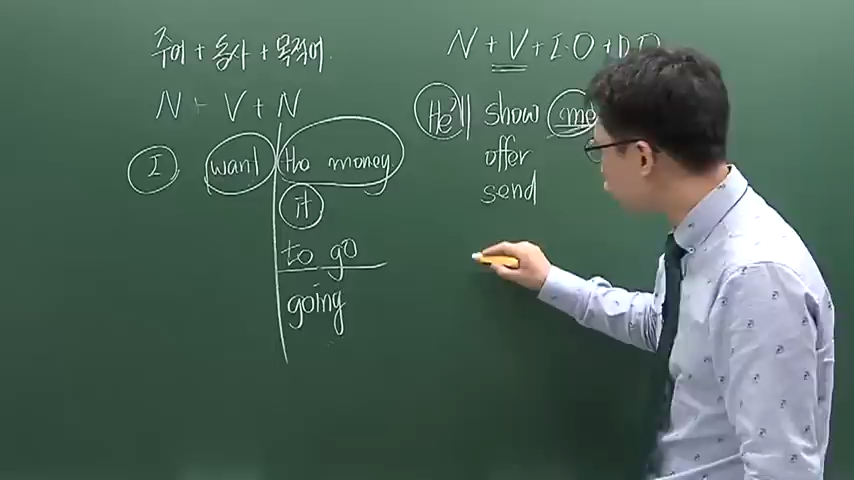 주어 + 동사 + 목적어.
N + V + N
I want the money
it
to go
going
N + V + I·O + D.O
He'll show me
offer
send